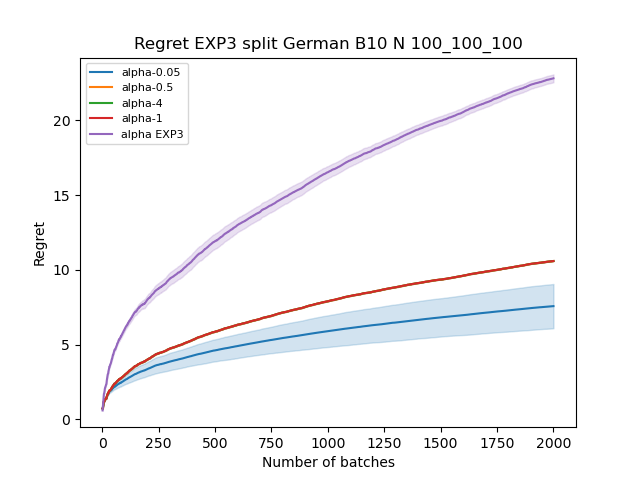 Regret EXP3 split German B10 N 100_100_100
alpha-0.05
alpha-0.5
alpha-4
alpha-1
alpha EXP3
20
15
10
5
0
Regret
0 250 500 750 1000 1250 1500 1750 2000
Number of batches